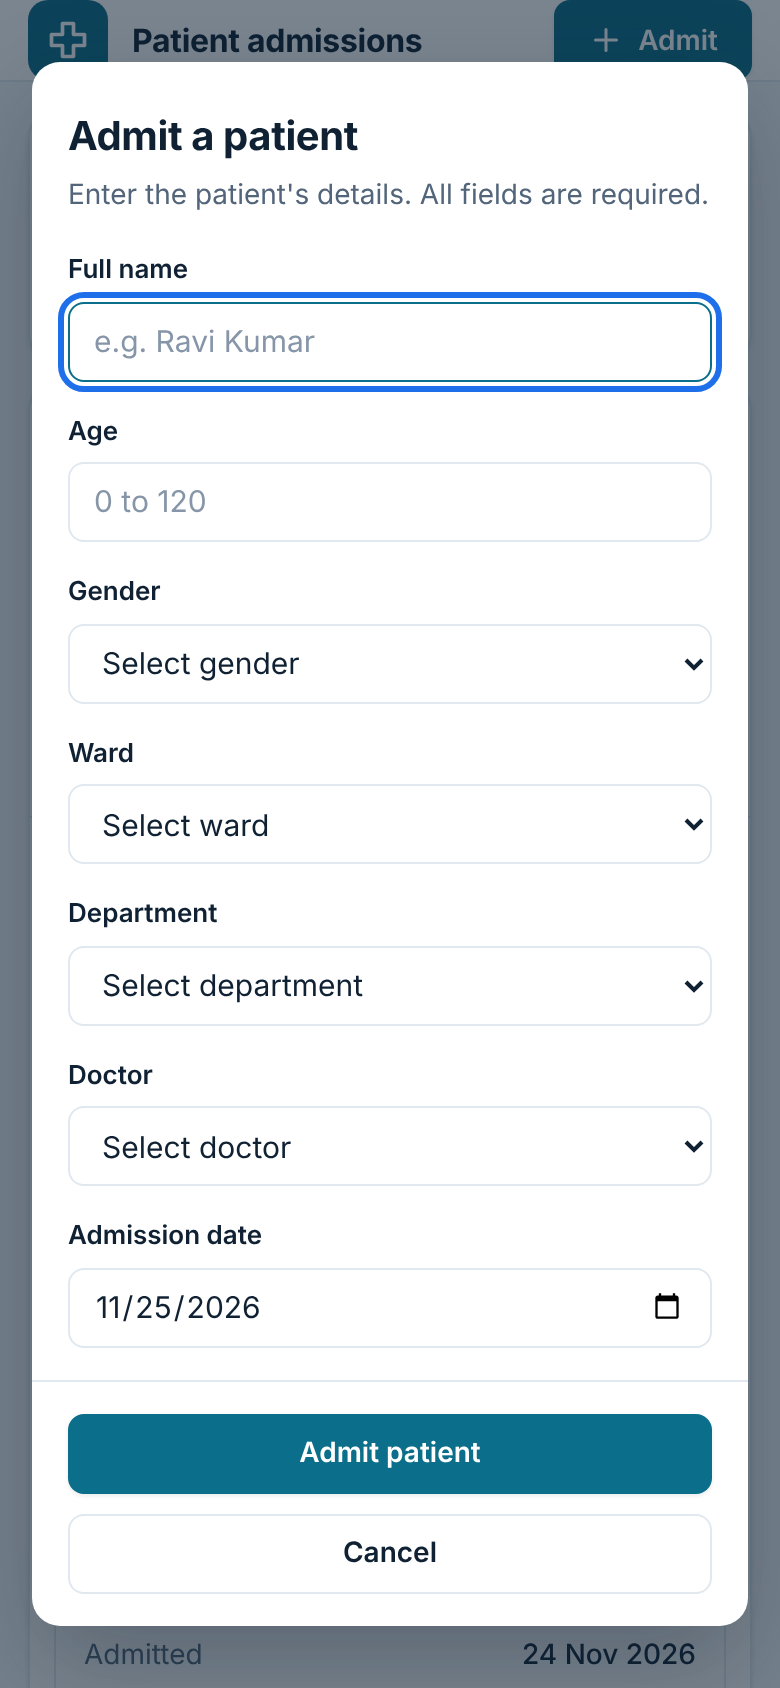 Patient admissions
Admit
Admit a patient
Enter the patient's details. All fields are required.
Full name
e.g. Ravi Kumar
Age
0 to 120
Gender
Select gender
Ward
Select ward
Department
Select department
Doctor
Select doctor
Admission date
11/25/2026
Admit patient
Cancel
Admitted 24 Nov 2026